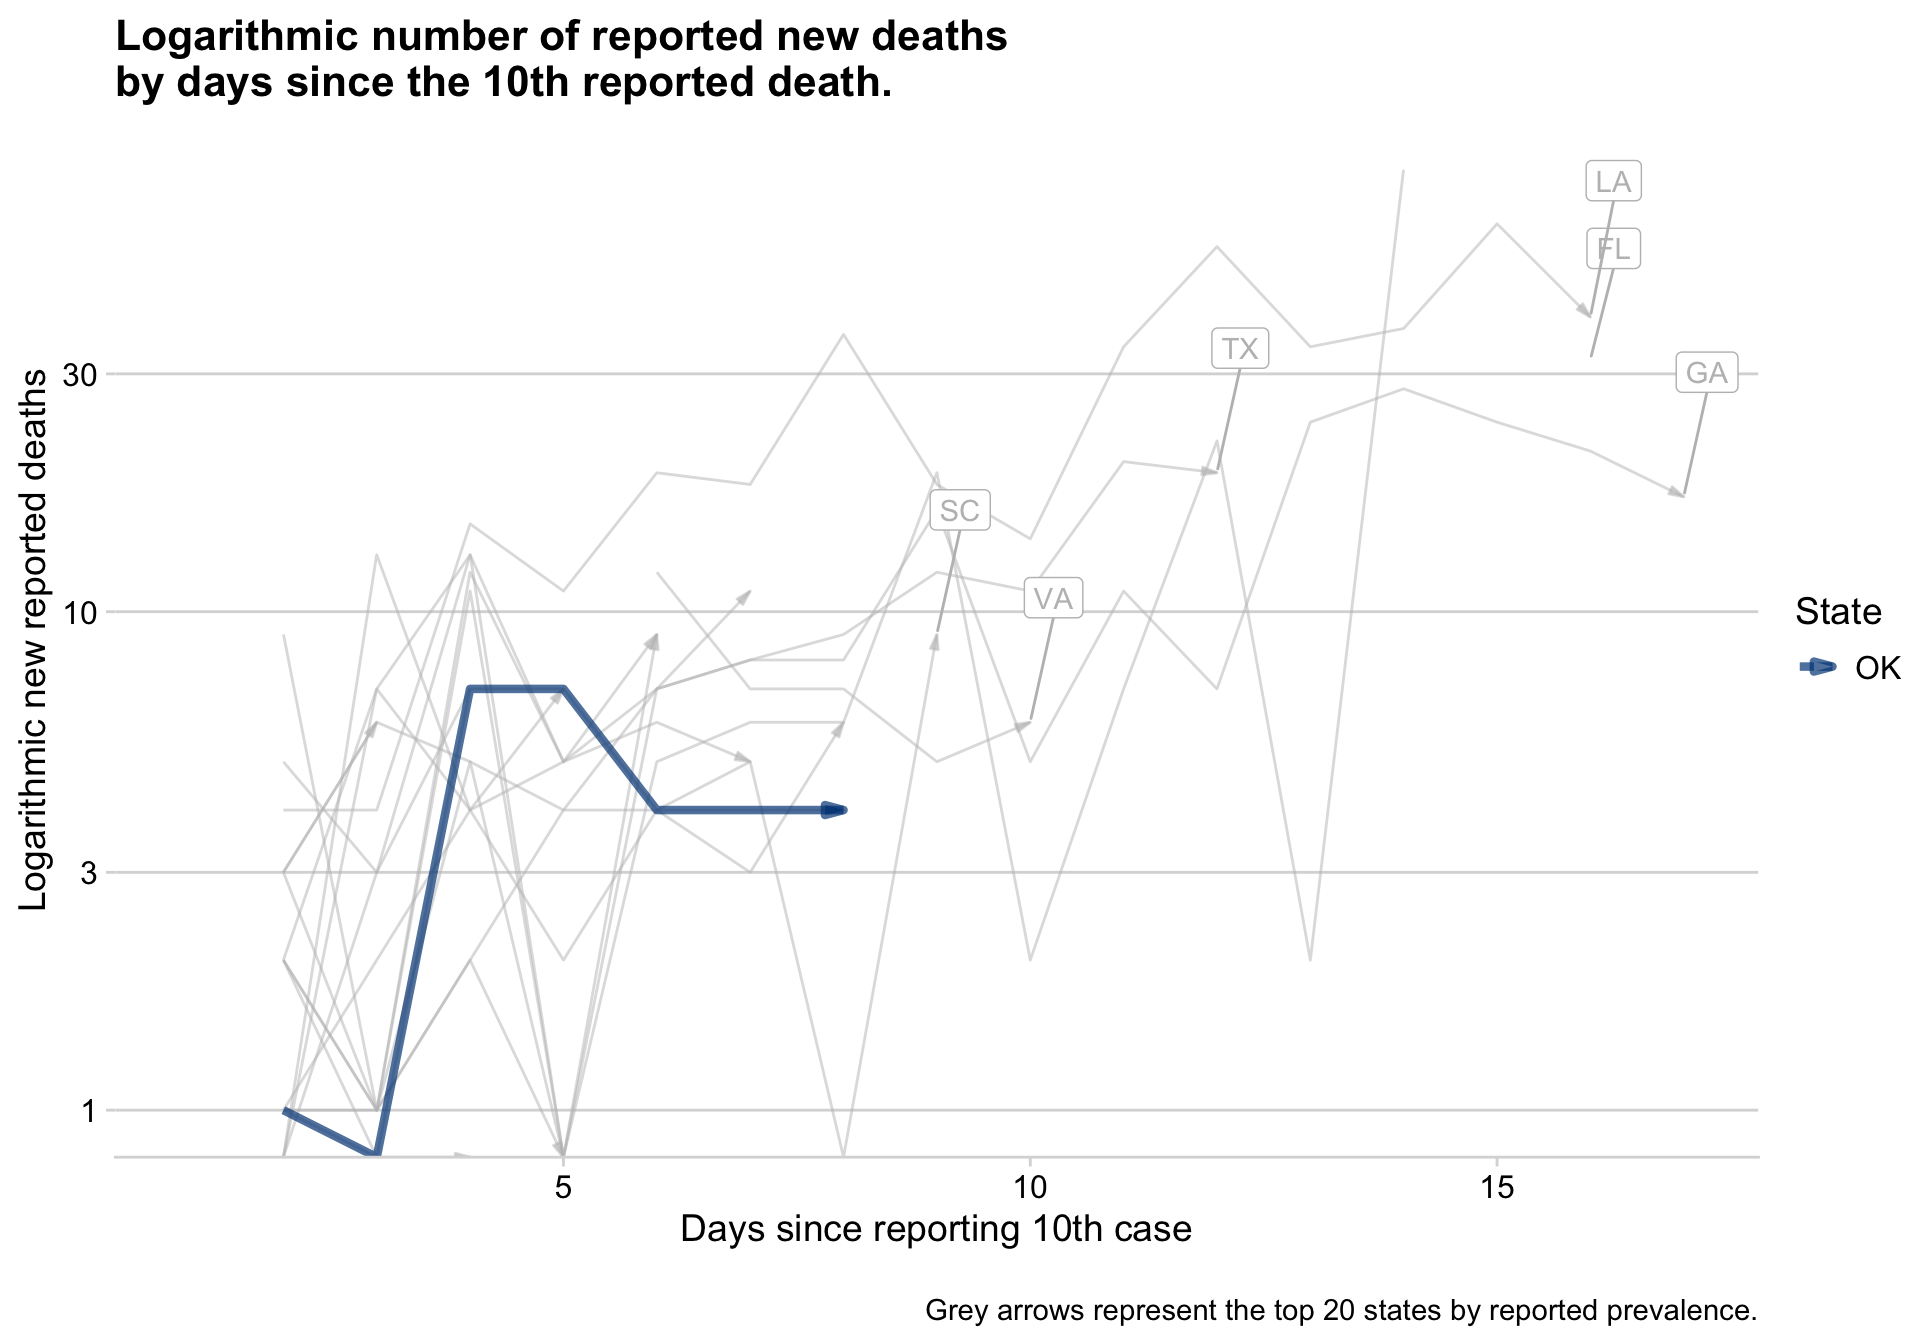 Logarithmic number of reported new deaths
by days since the 10th reported death.
LA
FL
TX
30
GA
SC
VA
10
3
1
Logarithmic new reported deaths
State
OK
5 10 15
Days since reporting 10th case
Grey arrows represent the top 20 states by reported prevalence.